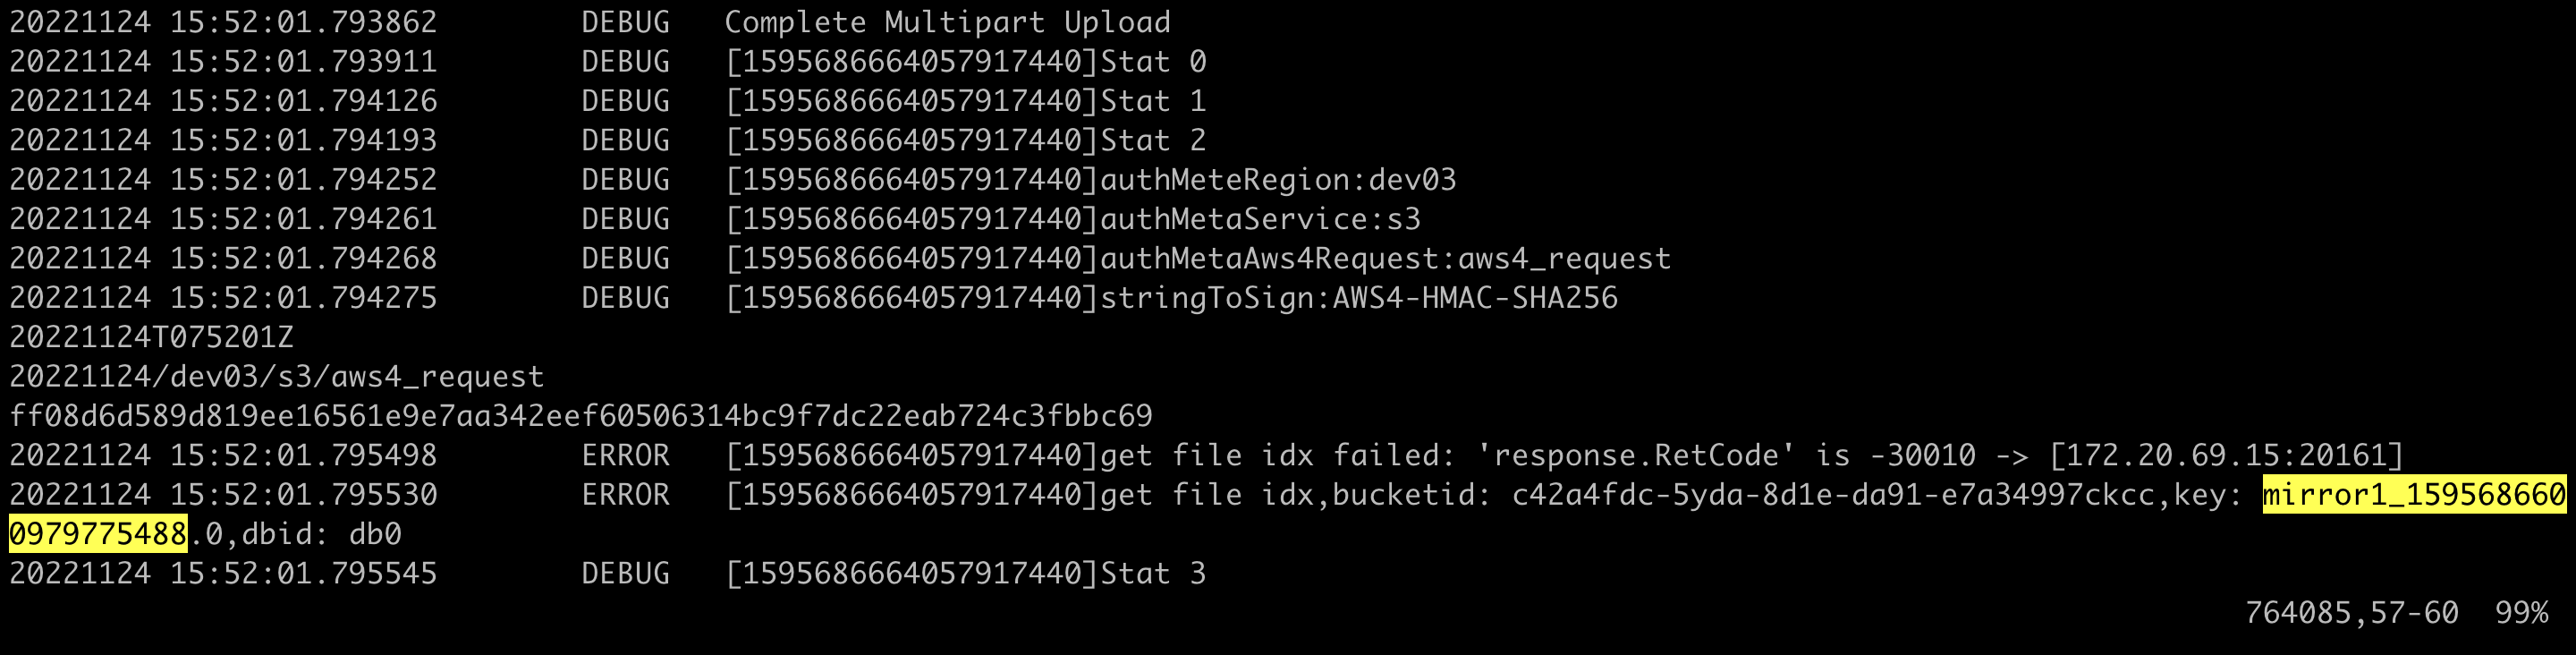 20221124 15:52:01.793862        DEBUG   Complete Multipart Upload
20221124 15:52:01.793911        DEBUG   [1595686664057917440]Stat 0
20221124 15:52:01.794126        DEBUG   [1595686664057917440]Stat 1
20221124 15:52:01.794193        DEBUG   [1595686664057917440]Stat 2
20221124 15:52:01.794252        DEBUG   [1595686664057917440]authMeteRegion:dev03
20221124 15:52:01.794261        DEBUG   [1595686664057917440]authMetaService:s3
20221124 15:52:01.794268        DEBUG   [1595686664057917440]authMetaAws4Request:aws4_request
20221124 15:52:01.794275        DEBUG   [1595686664057917440]stringToSign:AWS4-HMAC-SHA256
20221124T075201Z
20221124/dev03/s3/aws4_request
ff08d6d589d819ee16561e9e7aa342eef60506314bc9f7dc22eab724c3fbbc69
20221124 15:52:01.795498        ERROR   [1595686664057917440]get file idx failed: 'response.RetCode' is -30010 -> [172.20.69.15:20161]
20221124 15:52:01.795530        ERROR   [1595686664057917440]get file idx,bucketid: c42a4fdc-5yda-8d1e-da91-e7a34997ckcc,key: mirror1_159568660
0979775488.0,dbid: db0
20221124 15:52:01.795545        DEBUG   [1595686664057917440]Stat 3
764085,57-60  99%